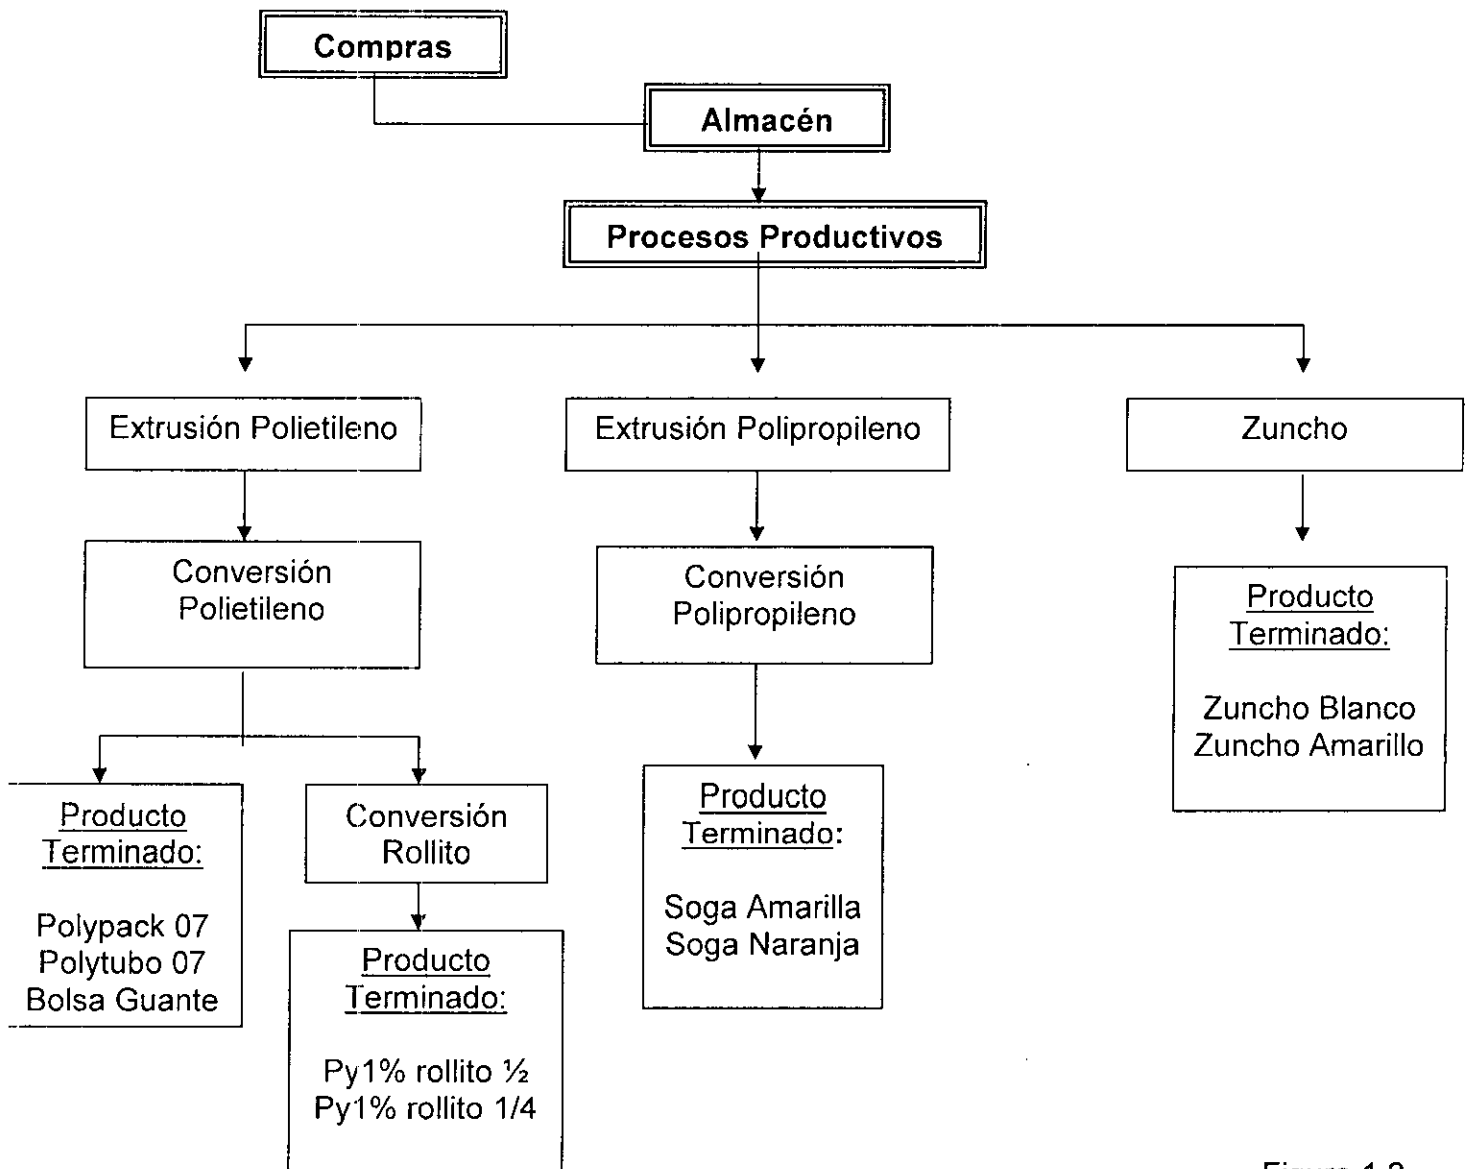 Compras
Almacén
Procesos Productivos
Extrusión Polietileno
Extrusión Polipropileno
Zuncho
Conversión
Polietileno
Conversión
Polipropileno
Producto
Terminado:
Zuncho Blanco
Zuncho Amarillo
Producto
Terminado:
Polypack 07
Polytubo 07
Bolsa Guante
Conversión
Rollito
Producto
Terminado:
Py1% rollito ½
Py1% rollito 1/4
Producto
Terminado:
Soga Amarilla
Soga Naranja